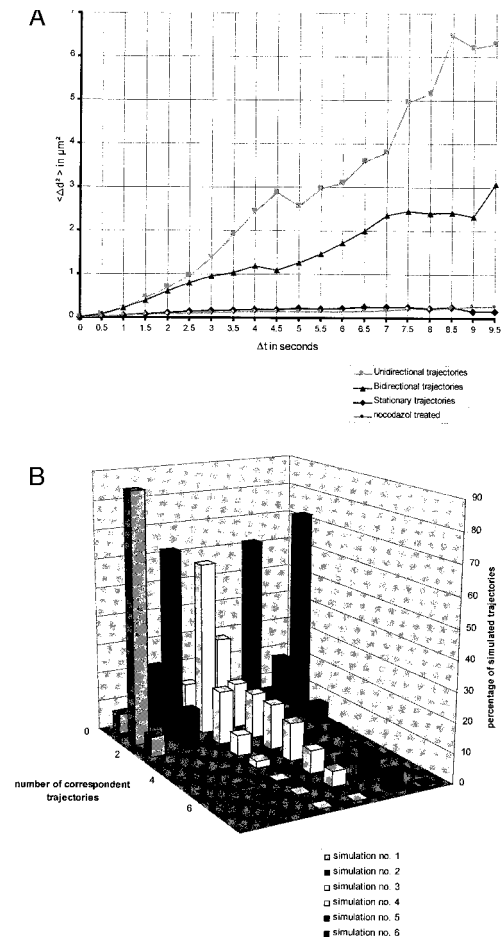 A
7
6
5
4
3
2
1
0
<Δd² > in µm²
0 0.5 1 1.5 2 2.5 3 3.5 4 4.5 5 5.5 6 6.5 7 7.5 8 8.5 9 9.5
Δt in seconds
Unidirectional trajectories
Bidirectional trajectories
Stationary trajectories
nocodazol treated
B
90
80
70
60
50
40
30
20
10
0
percentage of simulated trajectories
0
2
4
6
number of correspondent
trajectories
simulation no. 1
simulation no. 2
simulation no. 3
simulation no. 4
simulation no. 5
simulation no. 6